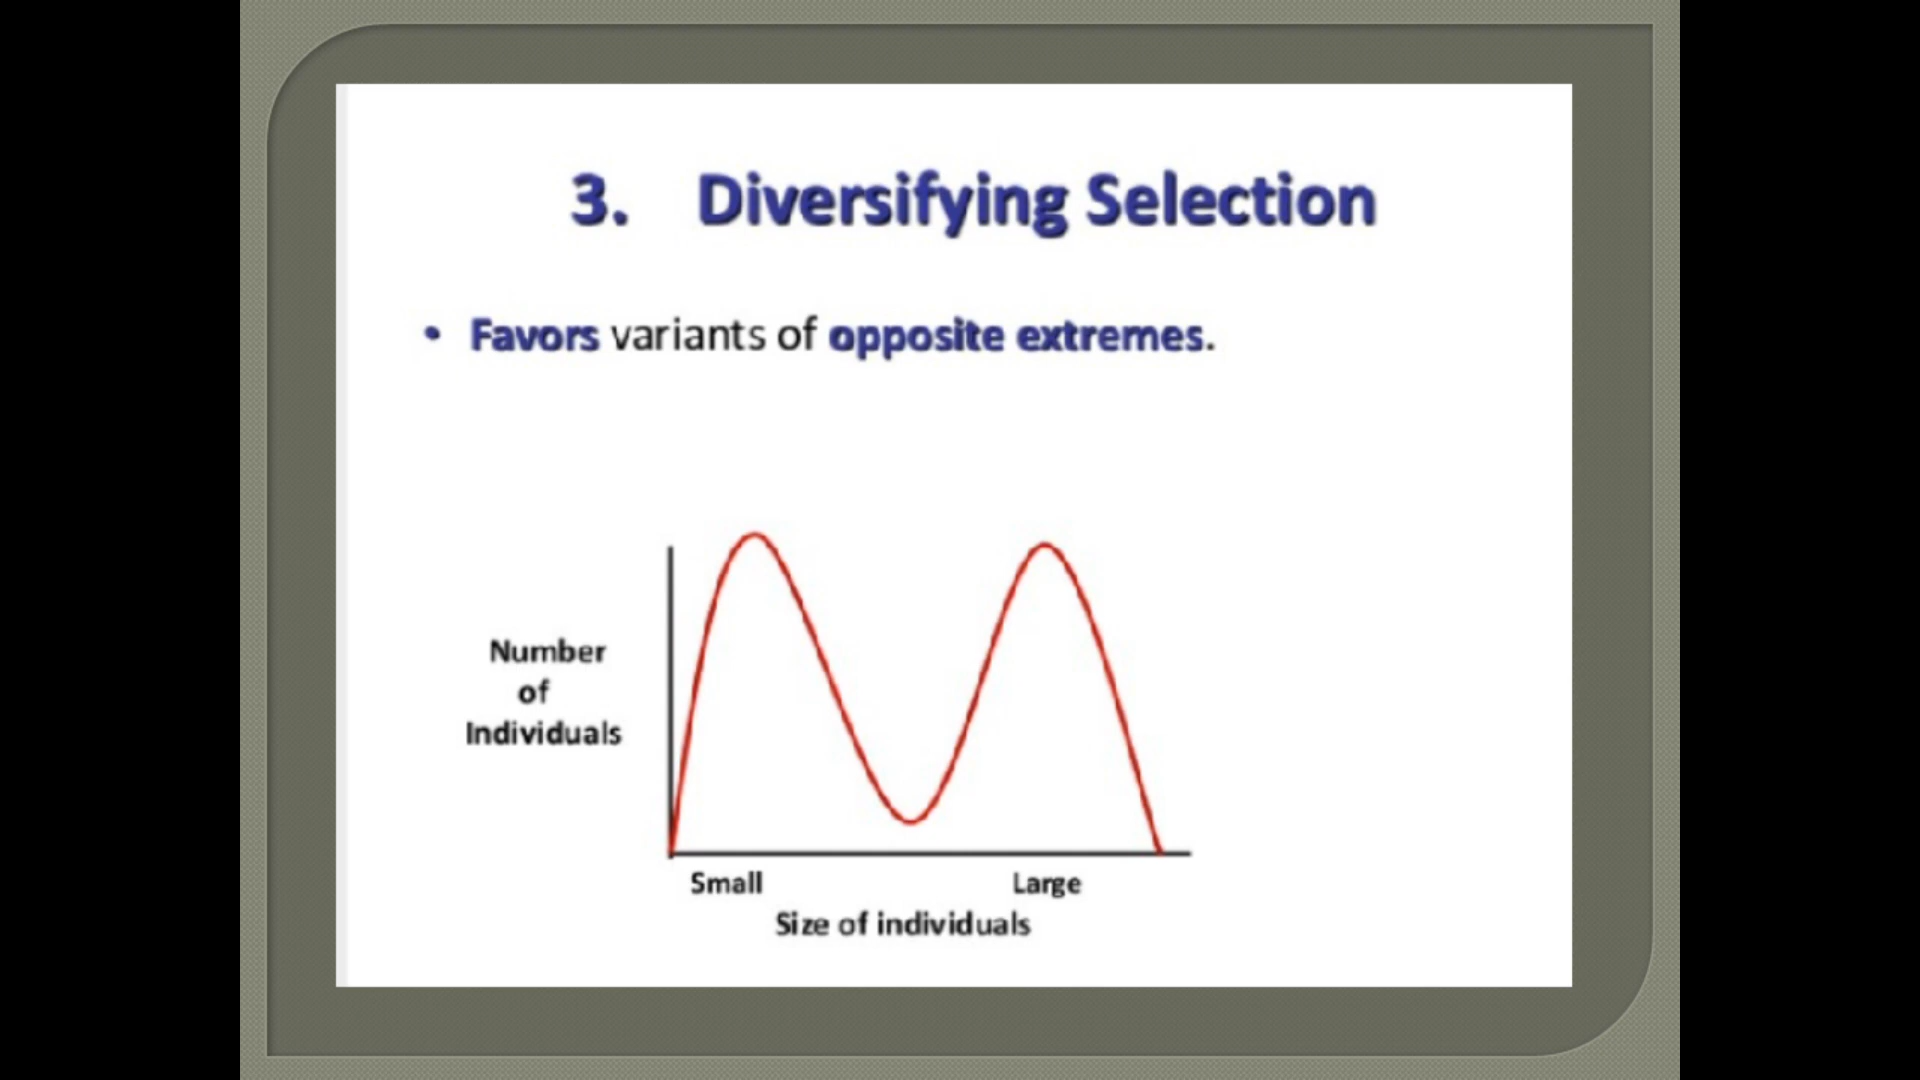 3. Diversifying Selection
• Favors variants of opposite extremes.
Number
of
Individuals
Small Large
Size of individuals